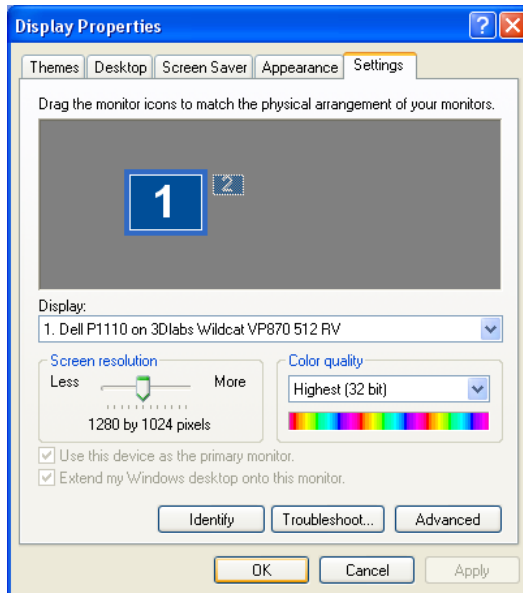 Display Properties
Themes Desktop Screen Saver Appearance Settings
Drag the monitor icons to match the physical arrangement of your monitors.
1 2
Display:
1. Dell P1110 on 3Dlabs Wildcat VP870 512 RV
Screen resolution
Less More
1280 by 1024 pixels
Color quality
Highest (32 bit)
Use this device as the primary monitor.
Extend my Windows desktop onto this monitor.
Identify Troubleshoot... Advanced
OK Cancel Apply